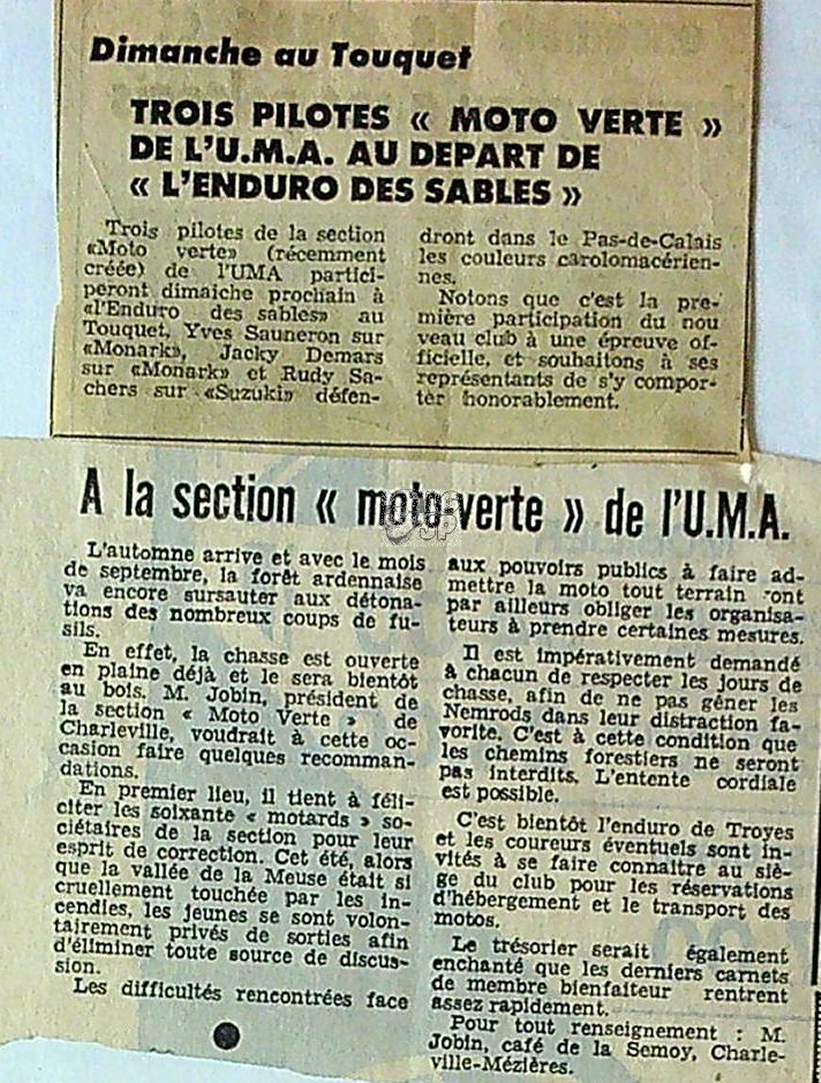 Dimanche au Touquet
TROIS PILOTES « MOTO VERTE »
DE L'U.M.A. AU DEPART DE
« L'ENDURO DES SABLES »
Trois pilotes de la section
«Moto verte» (récemment
créée) de l'UMA partici-
peront dimaiche prochain à
«l'Enduro des sables» au
Touquet, Yves Sauneron sur
«Monark», Jacky Demars
sur «Monark» et Rudy Sa-
chers sur «Suzuki» défen-
dront dans le Pas-de-Calais
les couleurs carolomacérien-
nes.
Notons que c'est la pre-
mière participation du nou
veau club à une épreuve of-
ficielle, et souhaitons à ses
représentants de s'y compor-
ter honorablement.
A la section « moto-verte » de l'U.M.A.
L'automne arrive et avec le mois
de septembre, la forêt ardennaise
va encore sursauter aux détona-
tions des nombreux coups de fu-
sils.
En effet, la chasse est ouverte
en plaine déjà et le sera bientôt
au bois. M. Jobin, président de
la section « Moto Verte » de
Charleville, voudrait à cette oc-
casion faire quelques recomman-
dations.
En premier lieu, il tient à féli-
citer les soixante « motards » so-
ciétaires de la section pour leur
esprit de correction. Cet été, alors
que la vallée de la Meuse était si
cruellement touchée par les in-
cendies, les jeunes se sont volon-
tairement privés de sorties afin
d'éliminer toute source de discus-
sion.
Les difficultés rencontrées face
aux pouvoirs publics à faire ad-
mettre la moto tout terrain ont
par ailleurs obliger les organisa-
teurs à prendre certaines mesures.
Il est impérativement demandé
à chacun de respecter les jours de
chasse, afin de ne pas gêner les
Nemrods dans leur distraction fa-
vorite. C'est à cette condition que
les chemins forestiers ne seront
pas interdits. L'entente cordiale
est possible.
C'est bientôt l'enduro de Troyes
et les coureurs éventuels sont in-
vités à se faire connaître au siè-
ge du club pour les réservations
d'hébergement et le transport des
motos.
Le trésorier serait également
enchanté que les derniers carnets
de membre bienfaiteur rentrent
assez rapidement.
Pour tout renseignement : M.
Jobin, café de la Semoy, Charle-
ville-Mézières.